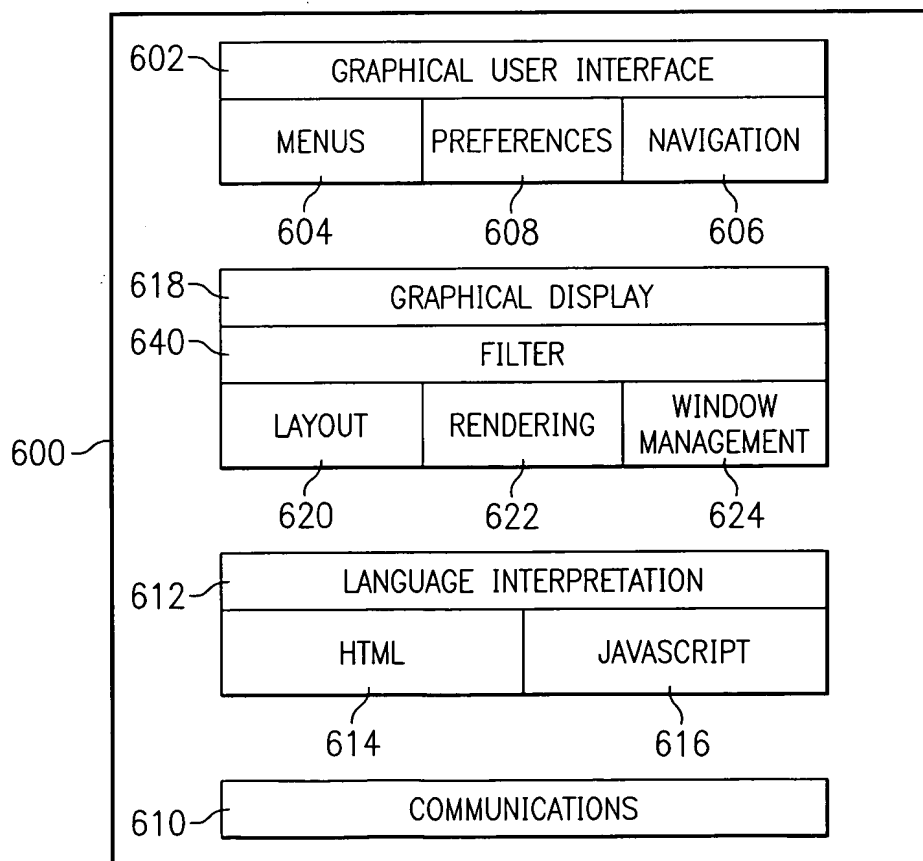 602
GRAPHICAL USER INTERFACE
MENUS
PREFERENCES
NAVIGATION
604
608
606
618
GRAPHICAL DISPLAY
640
FILTER
LAYOUT
RENDERING
WINDOW
MANAGEMENT
600
620
622
624
612
LANGUAGE INTERPRETATION
HTML
JAVASCRIPT
614
616
610
COMMUNICATIONS